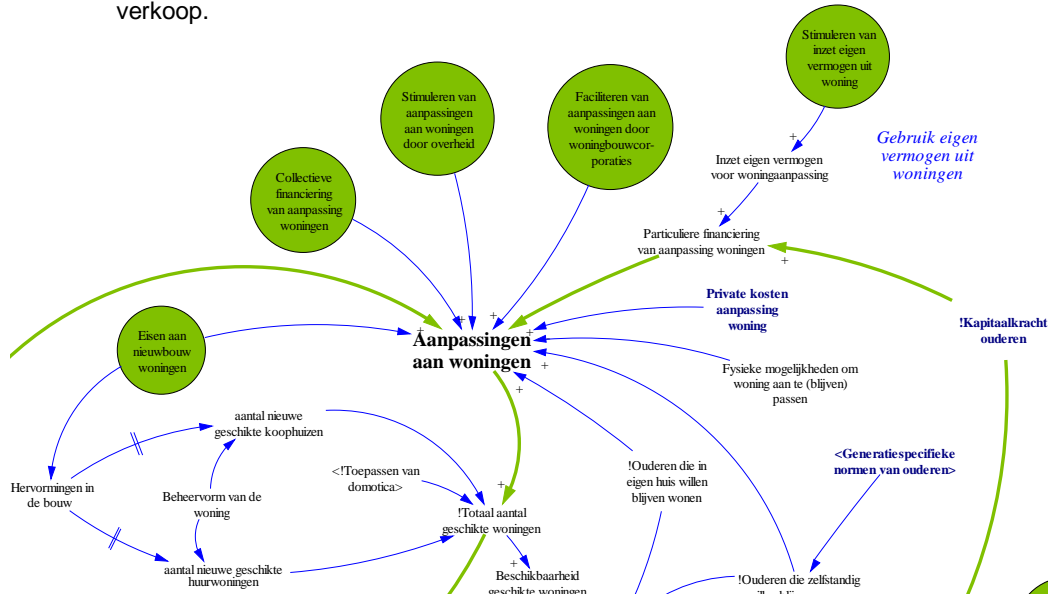 verkoop.
Stimuleren van
inzet eigen
vermogen uit
woning
Stimuleren van
aanpassingen
aan woningen
door overheid
Faciliteren van
aanpassingen aan
woningen door
woningbouwcor-
poraties
Gebruik eigen
vermogen uit
woningen
+
Inzet eigen vermogen
voor woningaanpassing
Collectieve
financiering
van aanpassing
woningen
+
Particuliere financiering
van aanpassing woningen
+
Private kosten
aanpassing
woning
!Kapitaalkracht
ouderen
Eisen aan
nieuwbouw
woningen
+
+
+
+
+
+
Aanpassingen
aan woningen
+
+
Fysieke mogelijkheden om
woning aan te (blijven)
passen
aantal nieuwe
geschikte koophuizen
<!Toepassen van
domotica>
!Ouderen die in
eigen huis willen
blijven wonen
<Generatiespecifieke
normen van ouderen>
Hervormingen in
de bouw
Beheervorm van de
woning
+
!Totaal aantal
geschikte woningen
aantal nieuwe geschikte
huurwoningen
+
Beschikbaarheid
geschikte woningen
!Ouderen die zelfstandig